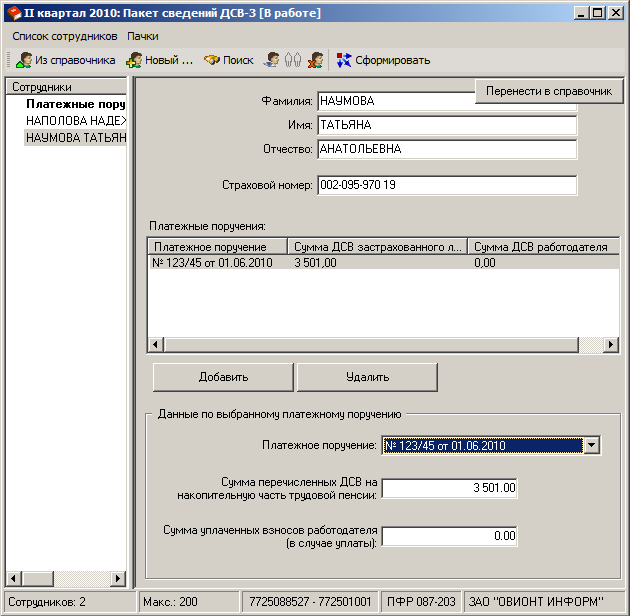 II квартал 2010: Пакет сведений ДСВ-3 [В работе]
Список сотрудников Пачки
Из справочника Новый ... Поиск Сформировать
Сотрудники
Платежные пору
НАПОЛОВА НАДЕЖ
НАУМОВА ТАТЬЯН
Перенести в справочник
Фамилия: НАУМОВА
Имя: ТАТЬЯНА
Отчество: АНАТОЛЬЕВНА
Страховой номер: 002-095-970 19
Платежные поручения:
Платежное поручение Сумма ДСВ застрахованного л... Сумма ДСВ работодателя
№ 123/45 от 01.06.2010 3 501,00 0,00
Добавить Удалить
Данные по выбранному платежному поручению
Платежное поручение: № 123/45 от 01.06.2010
Сумма перечисленных ДСВ на
накопительную часть трудовой пенсии: 3 501.00
Сумма уплаченных взносов работодателя
(в случае уплаты): 0.00
Сотрудников: 2 Макс.: 200 7725088527 - 772501001 ПФР 087-203 ЗАО "ОВИОНТ ИНФОРМ"